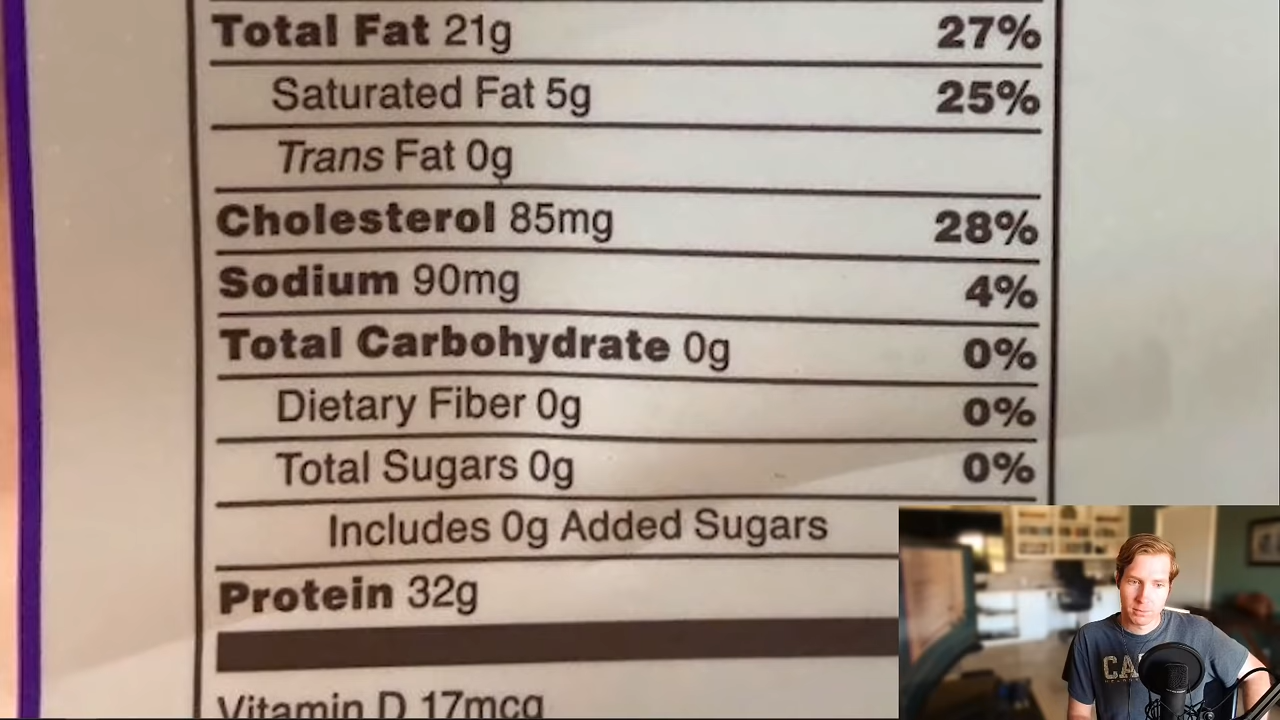 Total Fat 21g 27%
Saturated Fat 5g 25%
Trans Fat 0g
Cholesterol 85mg 28%
Sodium 90mg 4%
Total Carbohydrate 0g 0%
Dietary Fiber 0g 0%
Total Sugars 0g 0%
Includes 0g Added Sugars
Protein 32g
Vitamin D 17mcg
CA